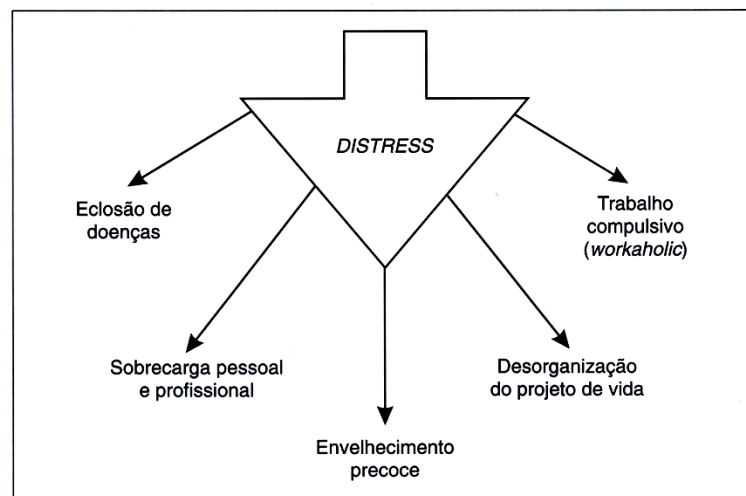 DISTRESS
Eclosão de
doenças
Trabalho
compulsivo
(workaholic)
Sobrecarga pessoal
e profissional
Desorganização
do projeto de vida
Envelhecimento
precoce